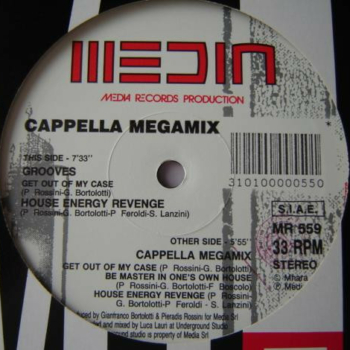 MEDIA
MEDIA RECORDS PRODUCTION
CAPPELLA MEGAMIX
THIS SIDE - 7'33"
GROOVES
GET OUT OF MY CASE
(P Rossini-G. Bortolotti)
HOUSE ENERGY REVENGE
(P Rossini-G. Bortolotti-P Feroldi-S. Lanzini)
310100000550
S.I.A.E.
MR 559
33 RPM
STEREO
OTHER SIDE - 5'55"
CAPPELLA MEGAMIX
GET OUT OF MY CASE (P Rossini-G. Bortolotti)
BE MASTER IN ONE'S OWN HOUSE
(P Rossini-G. Bortolotti-F Boscolo)
HOUSE ENERGY REVENGE (P Rossini-
G. Bortolotti-P Feroldi-S. Lanzini)
by Gianfranco Bortolotti & Pieradis Rossini for Media Srl
and mixed by Luca Lauri at Underground Studio
studio is property of Media Srl